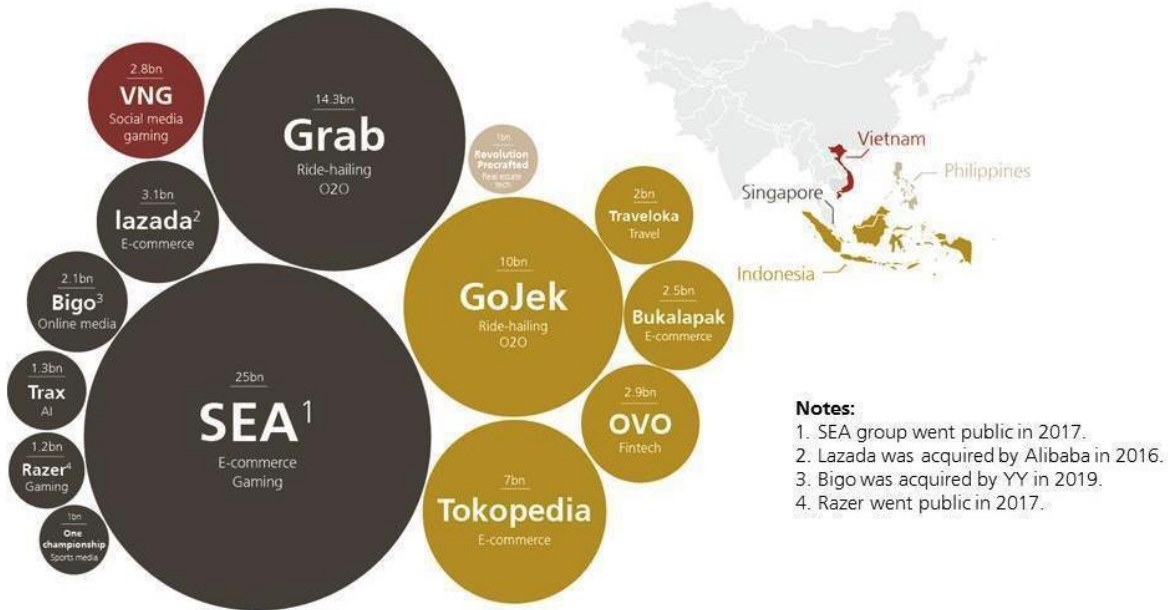 2.8bn
VNG
Social media
gaming
14.3bn
Grab
Ride-hailing
O2O
1bn
Revolution
Precrafted
Real estate
tech
3.1bn
lazada2
E-commerce
2bn
Traveloka
Travel
2.1bn
Bigo3
Online media
10bn
GoJek
Ride-hailing
O2O
2.5bn
Bukalapak
E-commerce
1.3bn
Trax
AI
25bn
SEA1
E-commerce
Gaming
2.9bn
OVO
Fintech
1.2bn
Razer4
Gaming
7bn
Tokopedia
E-commerce
1bn
One
championship
Sports media
Vietnam
Philippines
Singapore
Indonesia
Notes:
1. SEA group went public in 2017.
2. Lazada was acquired by Alibaba in 2016.
3. Bigo was acquired by YY in 2019.
4. Razer went public in 2017.